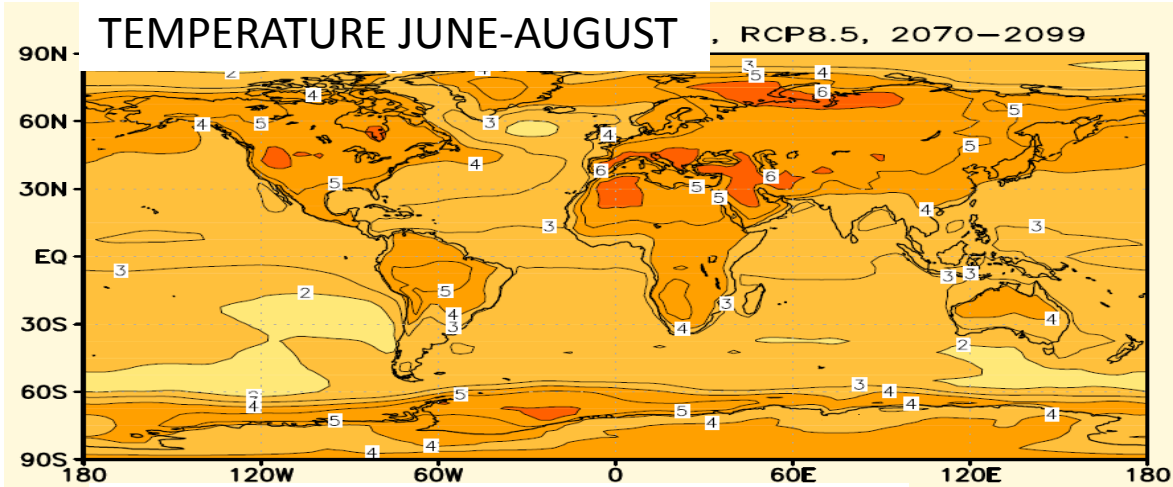 TEMPERATURE JUNE-AUGUST
, RCP8.5, 2070-2099
90N
2 3 4
5
4 6
4 5
60N
4 5 3 4 5
4 6 6
30N
5 5 5 4
3 3
EQ
3 3 3
2 5 3
30S
4 3 4 4
2
60S
5 3 4
4 5 4 4
5 4
4 4
90S
180 120W 60W 0 60E 120E 180